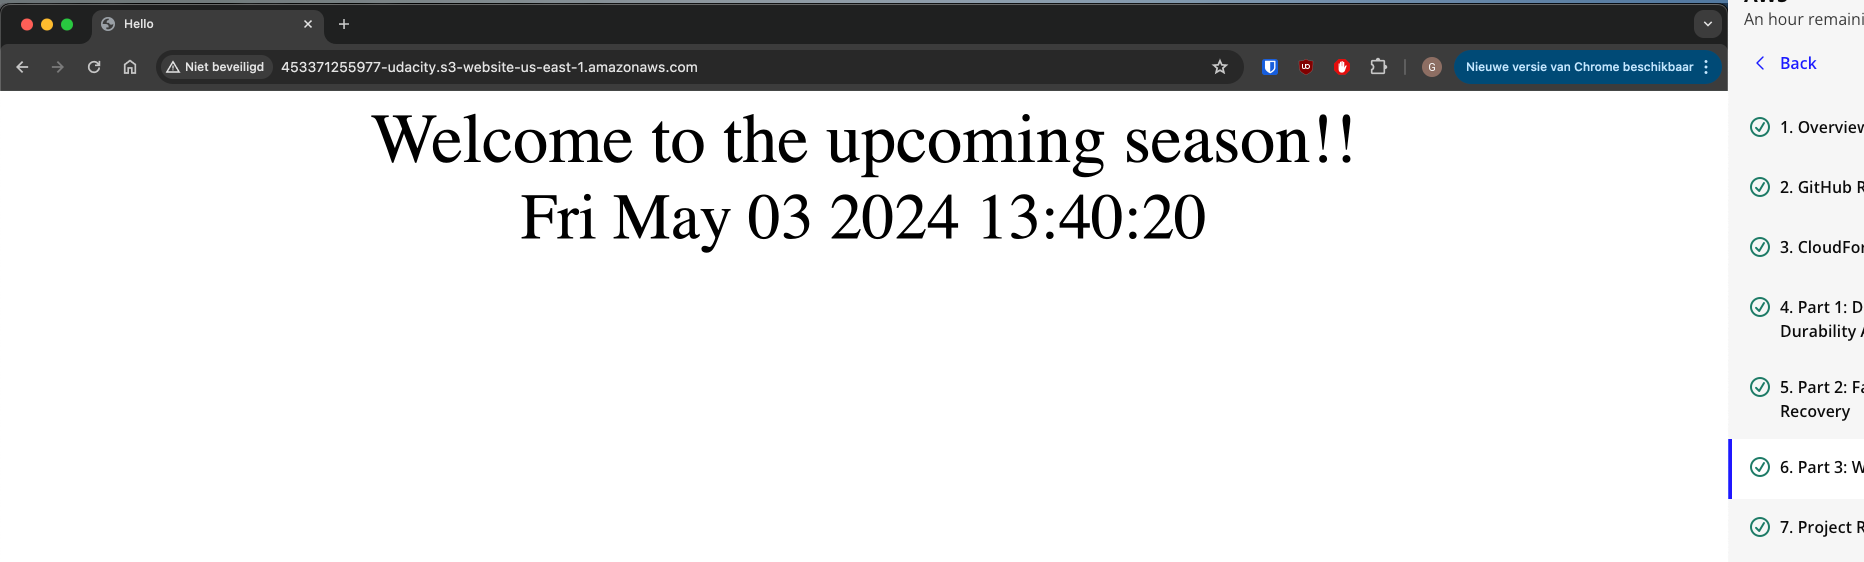 Hello
Niet beveiligd
453371255977-udacity.s3-website-us-east-1.amazonaws.com
UD
G
Nieuwe versie van Chrome beschikbaar
Welcome to the upcoming season!!
Fri May 03 2024 13:40:20
An hour remaini
Back
1. Overview
2. GitHub R
3. CloudFor
4. Part 1: D
Durability A
5. Part 2: Fa
Recovery
6. Part 3: W
7. Project R